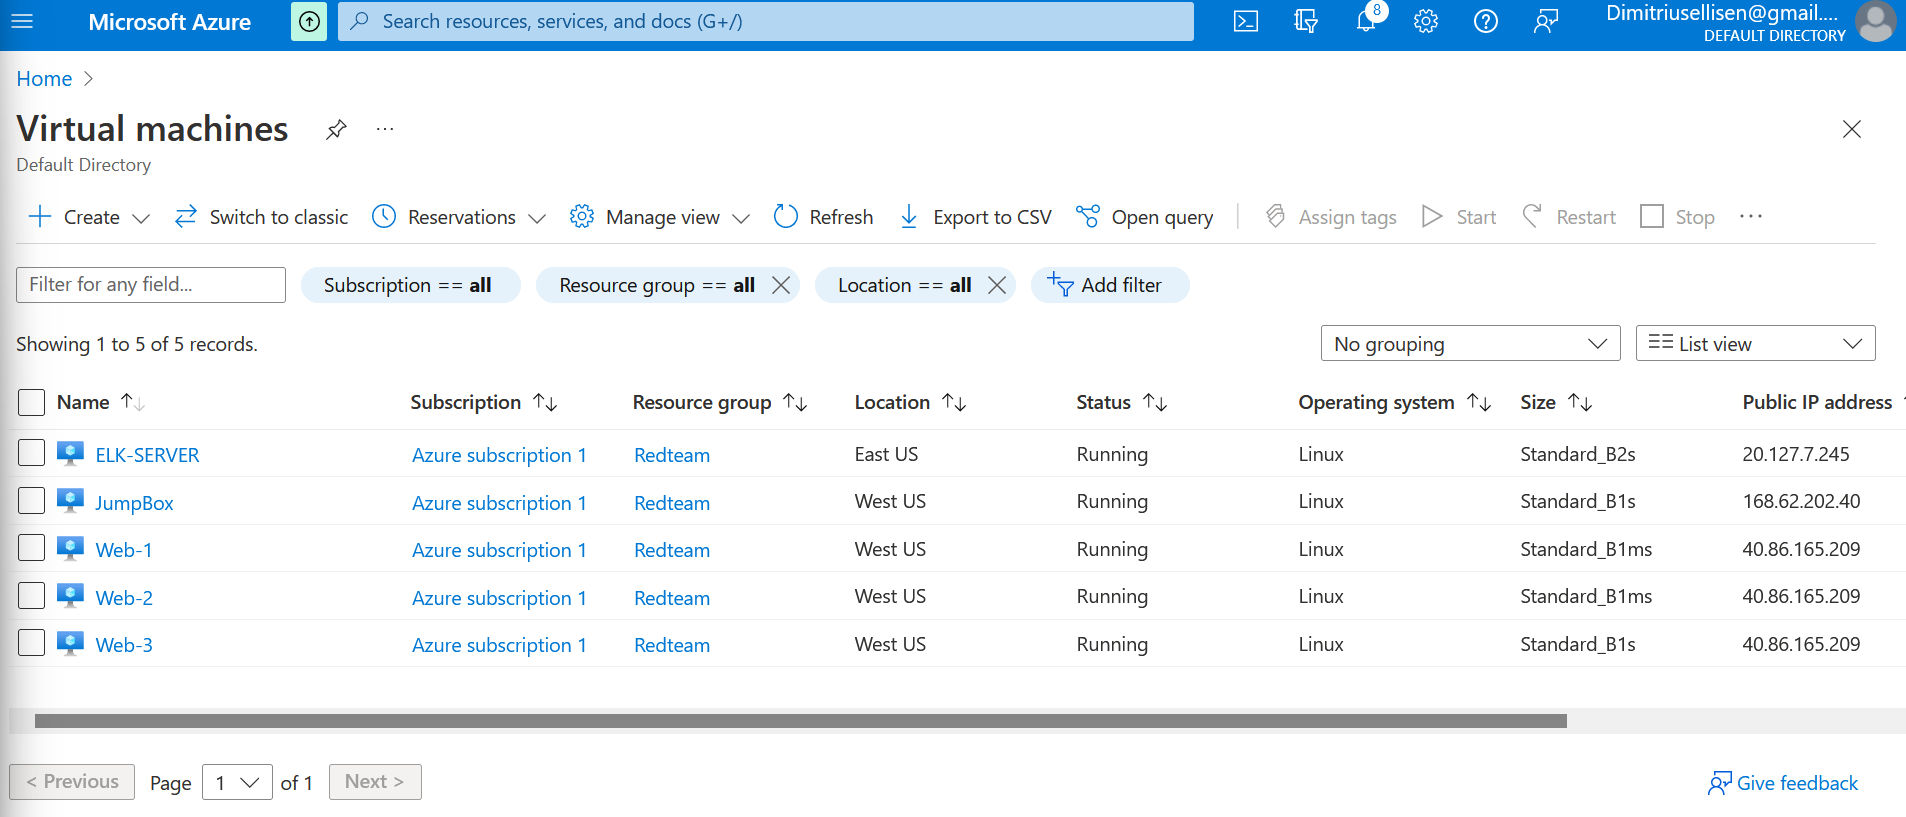 Microsoft Azure
Search resources, services, and docs (G+/)
8
Dimitriusellisen@gmail....
DEFAULT DIRECTORY
Home
Virtual machines
...
Default Directory
Create
Switch to classic
Reservations
Manage view
Refresh
Export to CSV
Open query
Assign tags
Start
Restart
Stop
...
Filter for any field...
Subscription == all
Resource group == all
Location == all
Add filter
Showing 1 to 5 of 5 records.
No grouping
List view
Name Subscription Resource group Location Status Operating system Size Public IP address
ELK-SERVER Azure subscription 1 Redteam East US Running Linux Standard_B2s 20.127.7.245
JumpBox Azure subscription 1 Redteam West US Running Linux Standard_B1s 168.62.202.40
Web-1 Azure subscription 1 Redteam West US Running Linux Standard_B1ms 40.86.165.209
Web-2 Azure subscription 1 Redteam West US Running Linux Standard_B1ms 40.86.165.209
Web-3 Azure subscription 1 Redteam West US Running Linux Standard_B1s 40.86.165.209
< Previous Page 1 of 1 Next >
Give feedback